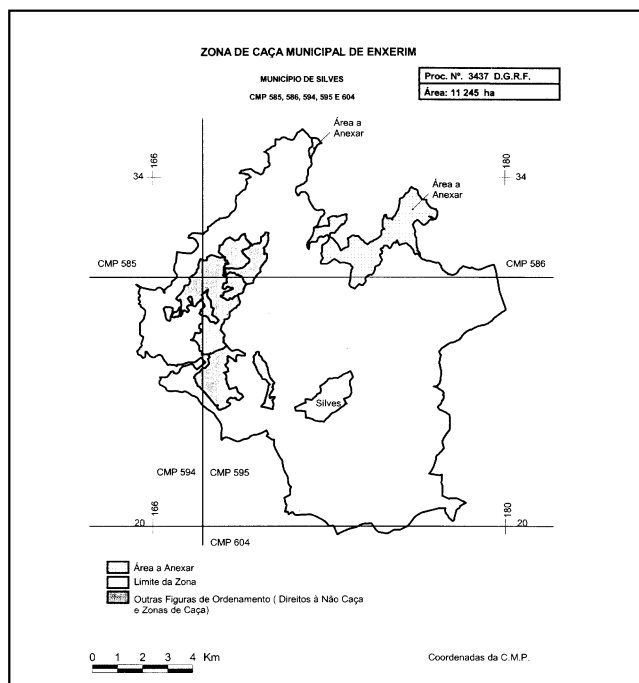 ZONA DE CAÇA MUNICIPAL DE ENXERIM
MUNICÍPIO DE SILVES
CMP 585, 586, 594, 595 E 604
Proc. Nº. 3437 D.G.R.F.
Área: 11 245 ha
Área a
Anexar
166
34
180
34
Área a
Anexar
CMP 585
CMP 586
Silves
CMP 594
CMP 595
166
20
180
20
CMP 604
Área a Anexar
Limite da Zona
Outras Figuras de Ordenamento ( Direitos à Não Caça
e Zonas de Caça)
0 1 2 3 4 Km
Coordenadas da C.M.P.